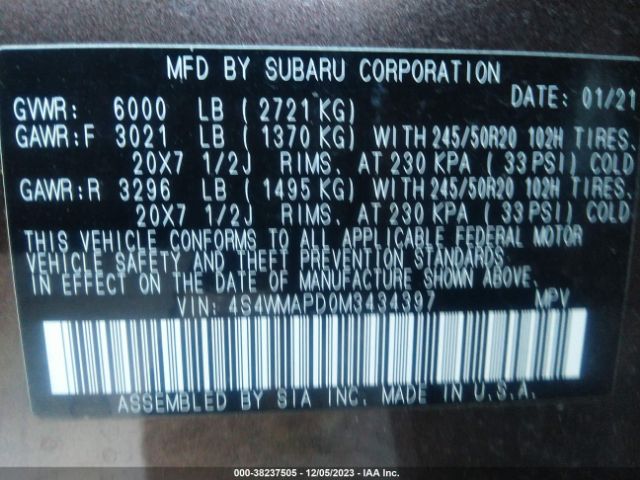 MFD BY SUBARU CORPORATION
DATE: 01/21
GVWR: 6000 LB (2721 KG)
GAWR:F 3021 LB (1370 KG) WITH 245/50R20 102H TIRES.
20X7 1/2J RIMS. AT 230 KPA (33 PSI) COLD
GAWR:R 3296 LB (1495 KG) WITH 245/50R20 102H TIRES.
20X7 1/2J RIMS. AT 230 KPA (33 PSI) COLD
THIS VEHICLE CONFORMS TO ALL APPLICABLE FEDERAL MOTOR
VEHICLE SAFETY AND THEFT PREVENTION STANDARDS
IN EFFECT ON THE DATE OF MANUFACTURE SHOWN ABOVE.
VIN: 4S4WMAPD0M3434397 MPV
ASSEMBLED BY SIA INC. MADE IN U.S.A.
000-38237505 - 12/05/2023 - IAA Inc.